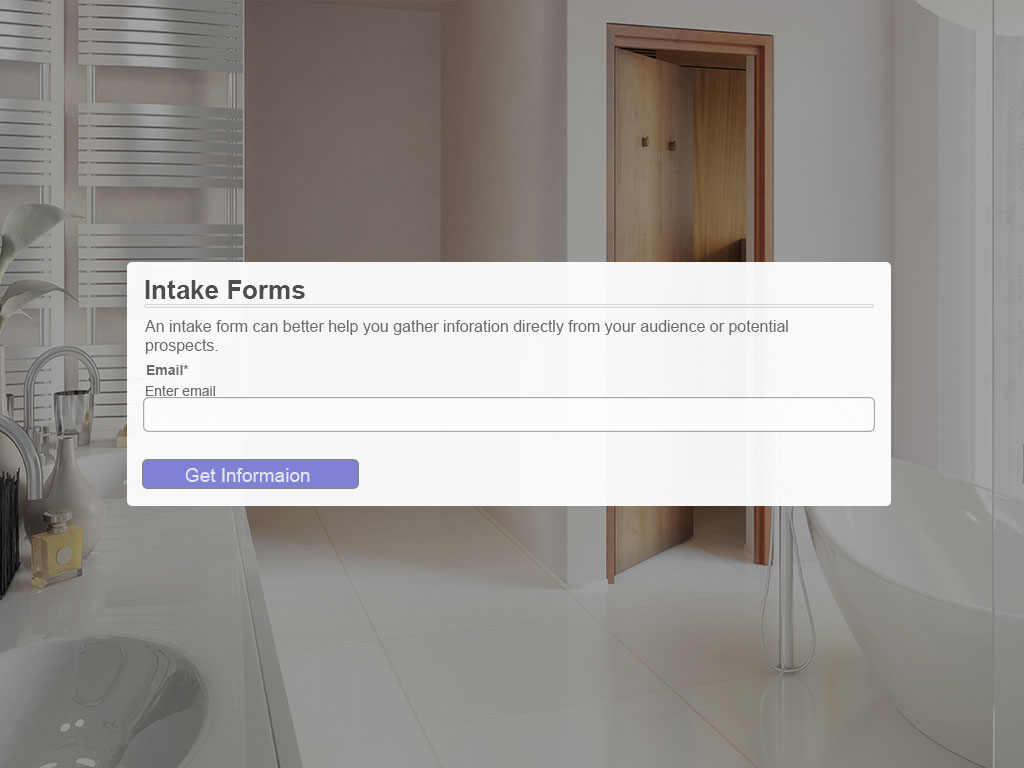 Intake Forms
An intake form can better help you gather inforation directly from your audience or potential
prospects.
Email*
Enter email
Get Informaion